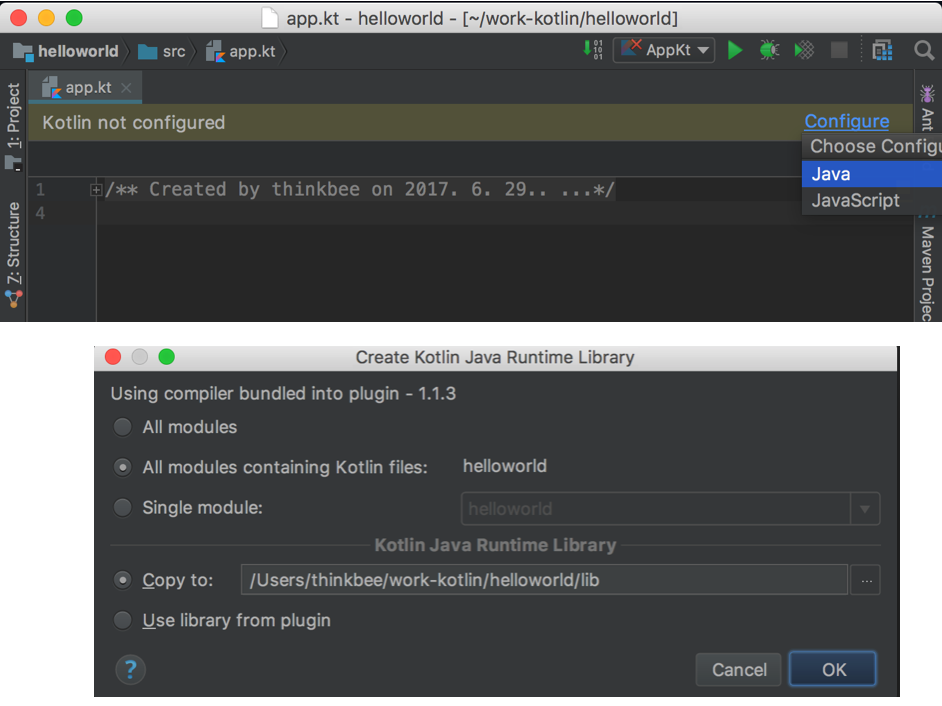 app.kt - helloworld - [~/work-kotlin/helloworld]
helloworld src app.kt AppKt
1: Project
app.kt
Kotlin not configured Configure
Ant
Choose Configu
Java
JavaScript
1 /** Created by thinkbee on 2017. 6. 29.. ...*/
4
Z: Structure
Maven Projec
Create Kotlin Java Runtime Library
Using compiler bundled into plugin - 1.1.3
All modules
All modules containing Kotlin files: helloworld
Single module: helloworld
Kotlin Java Runtime Library
Copy to: /Users/thinkbee/work-kotlin/helloworld/lib ...
Use library from plugin
? Cancel OK